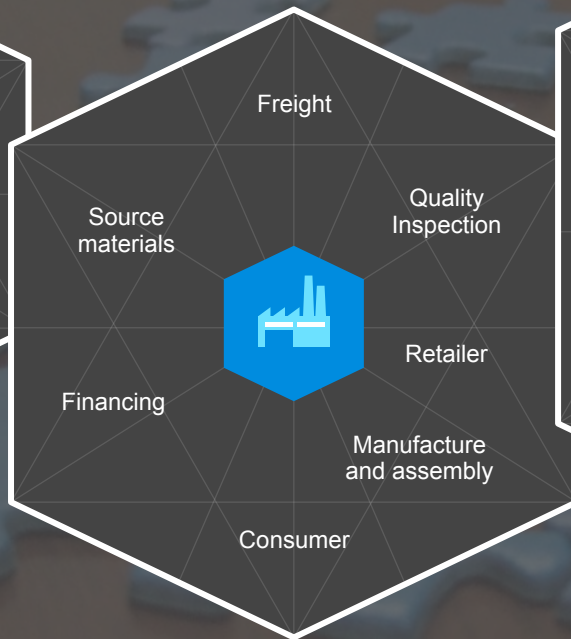 Freight
Quality
Inspection
Source
materials
Retailer
Financing
Manufacture
and assembly
Consumer